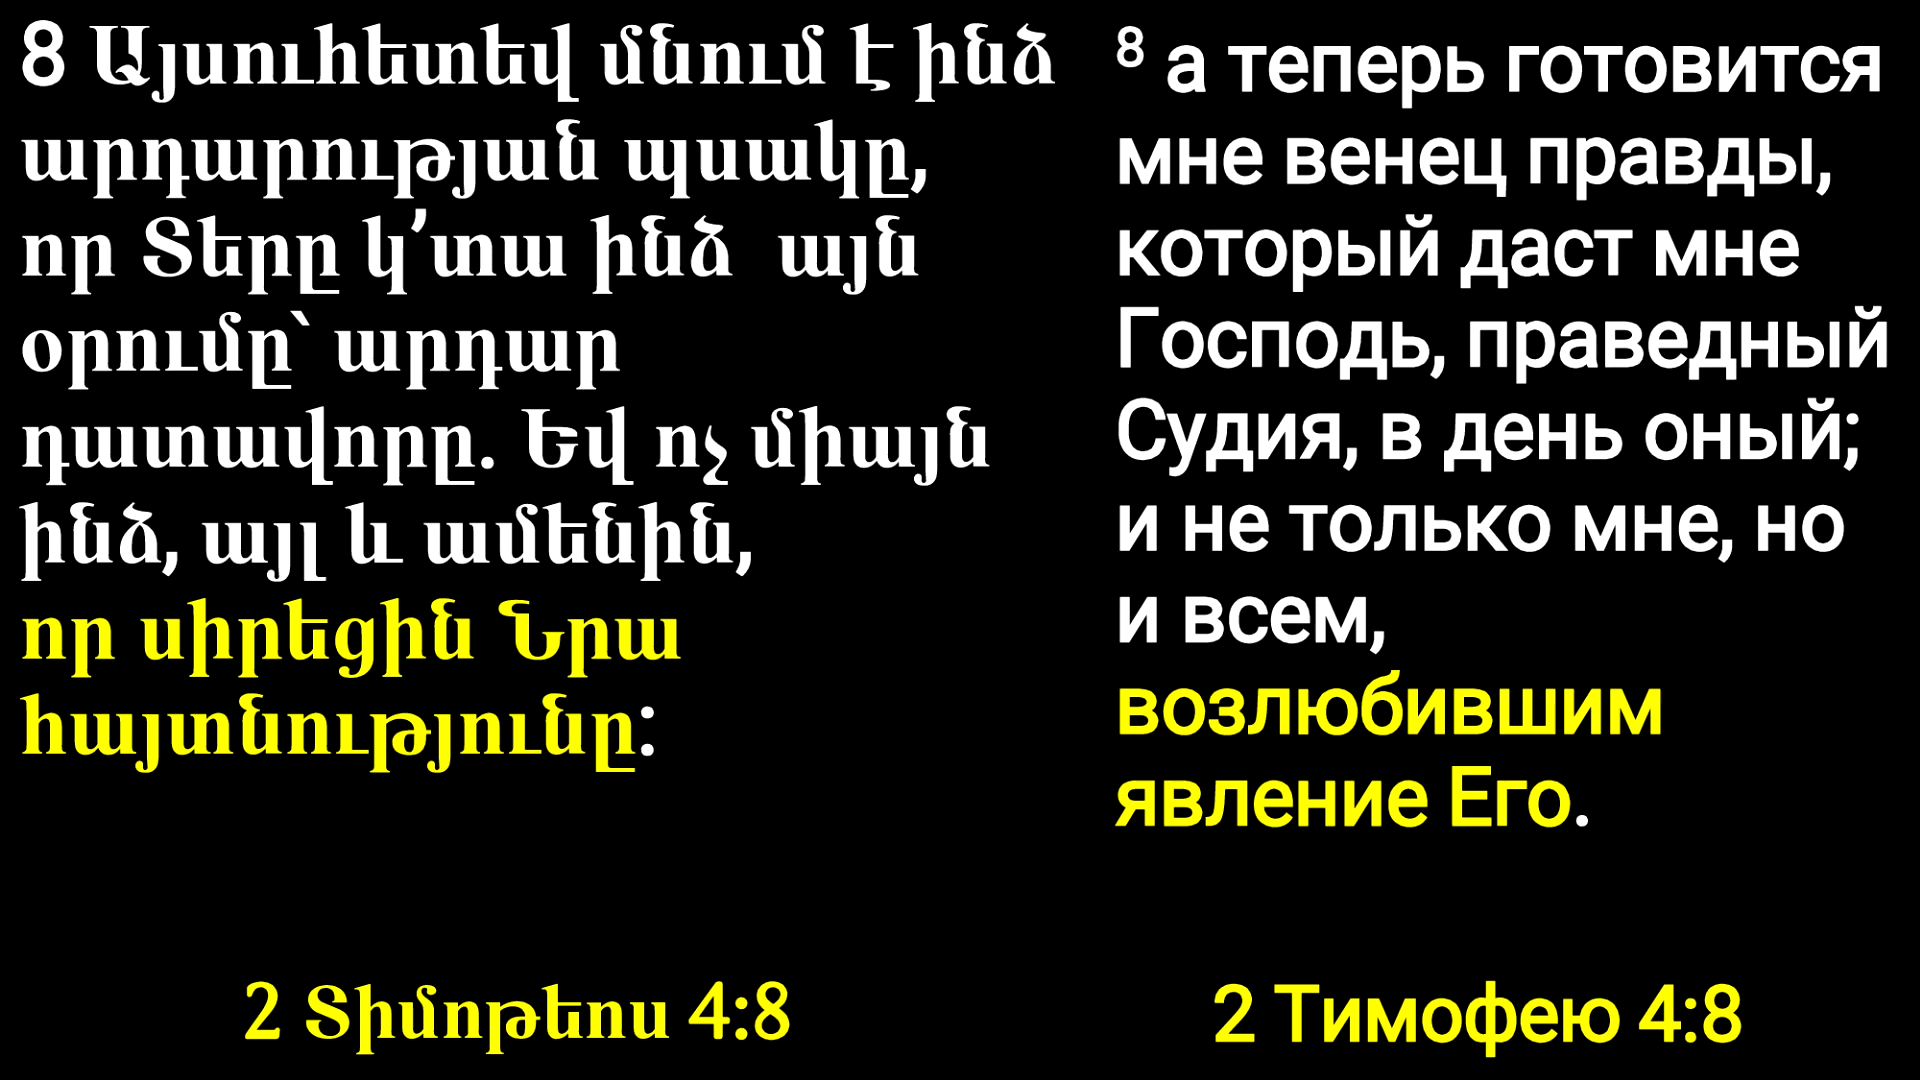 8 Այսուհետեվ մնում է ինձ
արդարության պսակը,
որ Տերը կ’տա ինձ  այն
օրումը՝ արդար
դատավորը. Եվ ոչ միայն
ինձ, այլ և ամենին,
որ սիրեցին Նրա
հայտնությունը:
2 Տիմոթեոս 4:8
8 а теперь готовится
мне венец правды,
который даст мне
Господь, праведный
Судия, в день оный;
и не только мне, но
и всем,
возлюбившим
явление Его.
2 Тимофею 4:8